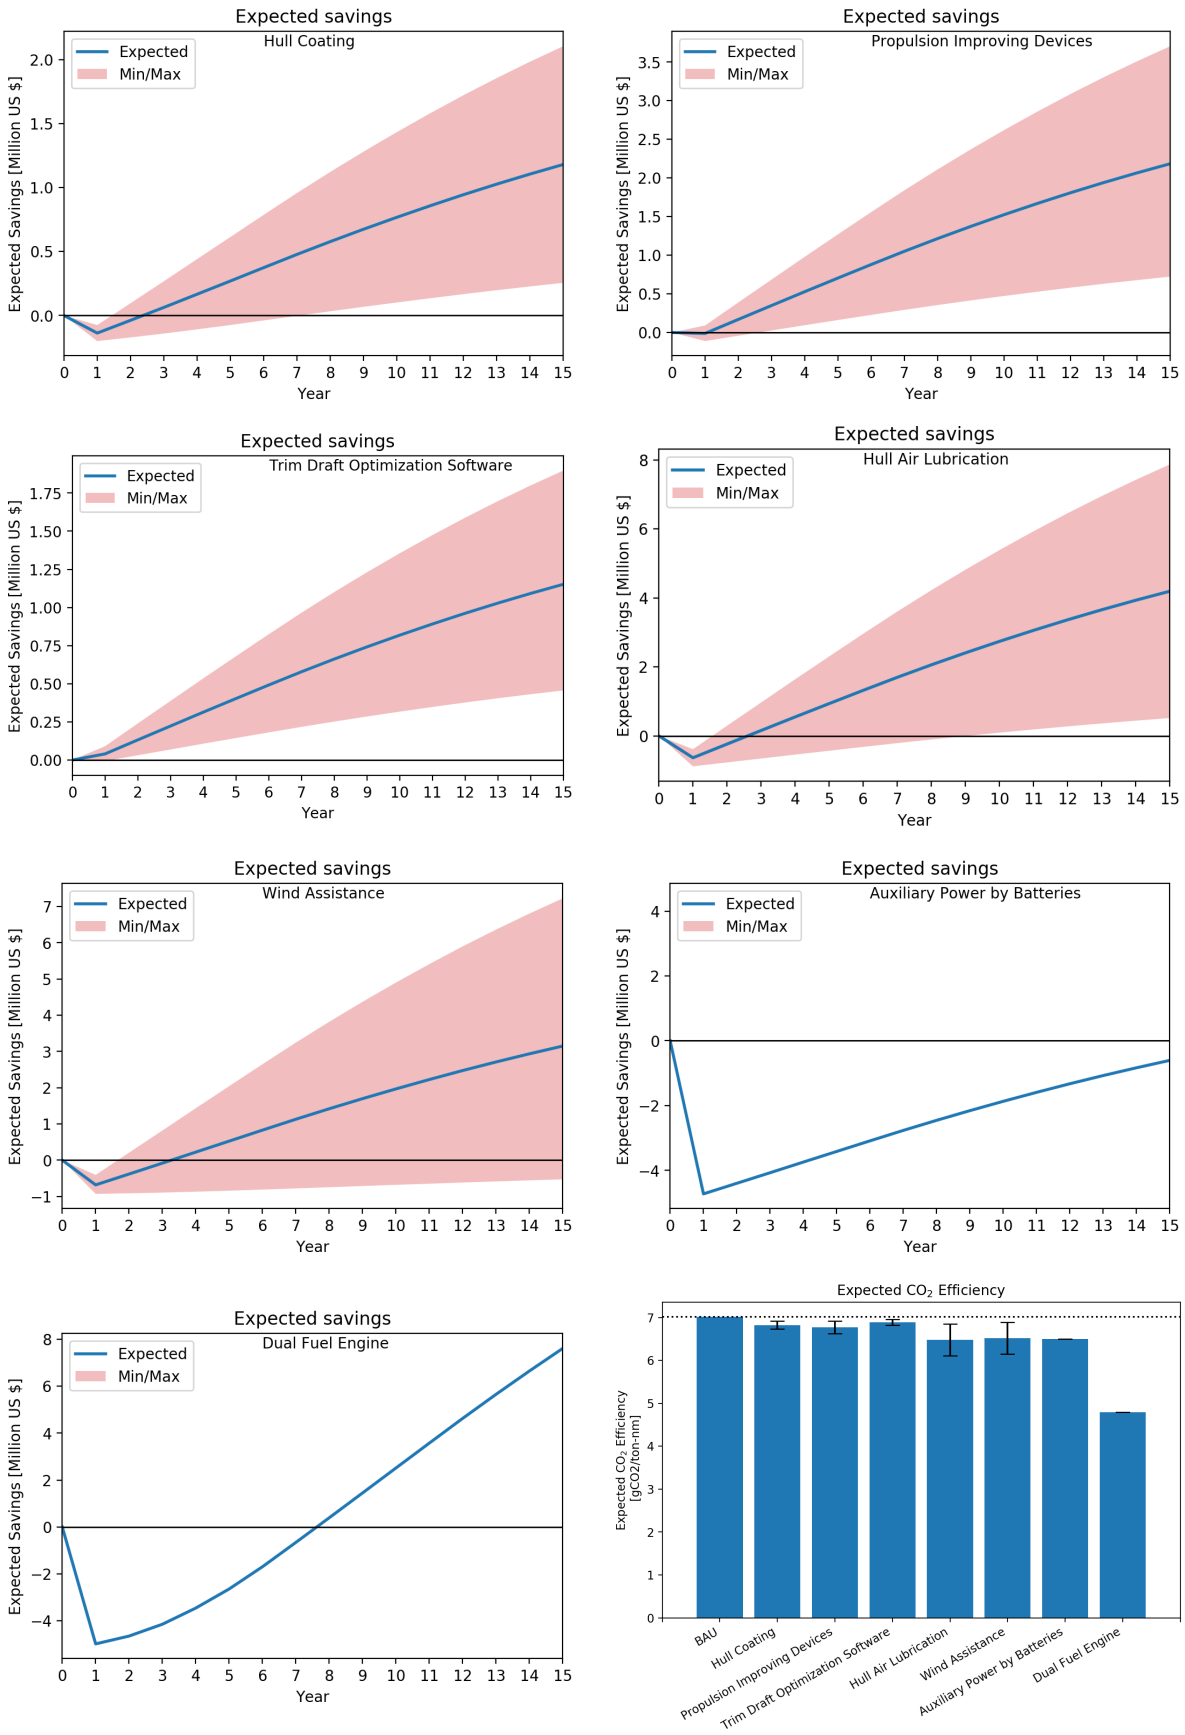 Expected savings
Hull Coating
Expected
Min/Max
Expected Savings [Million US $]
2.0
1.5
1.0
0.5
0.0
0 1 2 3 4 5 6 7 8 9 10 11 12 13 14 15
Year
Expected savings
Propulsion Improving Devices
Expected
Min/Max
Expected Savings [Million US $]
3.5
3.0
2.5
2.0
1.5
1.0
0.5
0.0
0 1 2 3 4 5 6 7 8 9 10 11 12 13 14 15
Year
Expected savings
Trim Draft Optimization Software
Expected
Min/Max
Expected Savings [Million US $]
1.75
1.50
1.25
1.00
0.75
0.50
0.25
0.00
0 1 2 3 4 5 6 7 8 9 10 11 12 13 14 15
Year
Expected savings
Hull Air Lubrication
Expected
Min/Max
Expected Savings [Million US $]
8
6
4
2
0
0 1 2 3 4 5 6 7 8 9 10 11 12 13 14 15
Year
Expected savings
Wind Assistance
Expected
Min/Max
Expected Savings [Million US $]
7
6
5
4
3
2
1
0
−1
0 1 2 3 4 5 6 7 8 9 10 11 12 13 14 15
Year
Expected savings
Auxiliary Power by Batteries
Expected
Min/Max
Expected Savings [Million US $]
4
2
0
−2
−4
0 1 2 3 4 5 6 7 8 9 10 11 12 13 14 15
Year
Expected savings
Dual Fuel Engine
Expected
Min/Max
Expected Savings [Million US $]
8
6
4
2
0
−2
−4
0 1 2 3 4 5 6 7 8 9 10 11 12 13 14 15
Year
Expected CO₂ Efficiency
Expected CO₂ Efficiency
[gCO2/ton-nm]
7
6
5
4
3
2
1
0
BAU
Hull Coating
Propulsion Improving Devices
Trim Draft Optimization Software
Hull Air Lubrication
Wind Assistance
Auxiliary Power by Batteries
Dual Fuel Engine